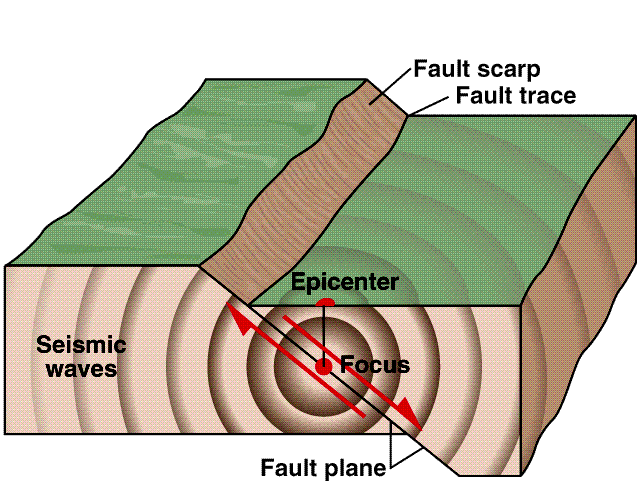 Fault scarp
Fault trace
Epicenter
Seismic
waves
Focus
Fault plane